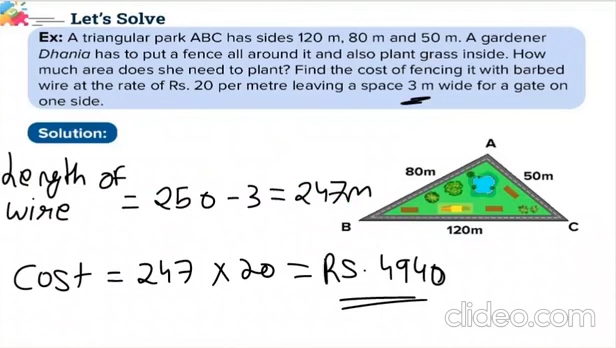 Let's Solve
Ex: A triangular park ABC has sides 120 m, 80 m and 50 m. A gardener
Dhania has to put a fence all around it and also plant grass inside. How
much area does she need to plant? Find the cost of fencing it with barbed
wire at the rate of Rs. 20 per metre leaving a space 3 m wide for a gate on
one side.
Solution:
Length of
wire = 250 - 3 = 247m
A
80m
50m
B
C
120m
Cost = 247 × 20 = Rs. 4940
clideo.com